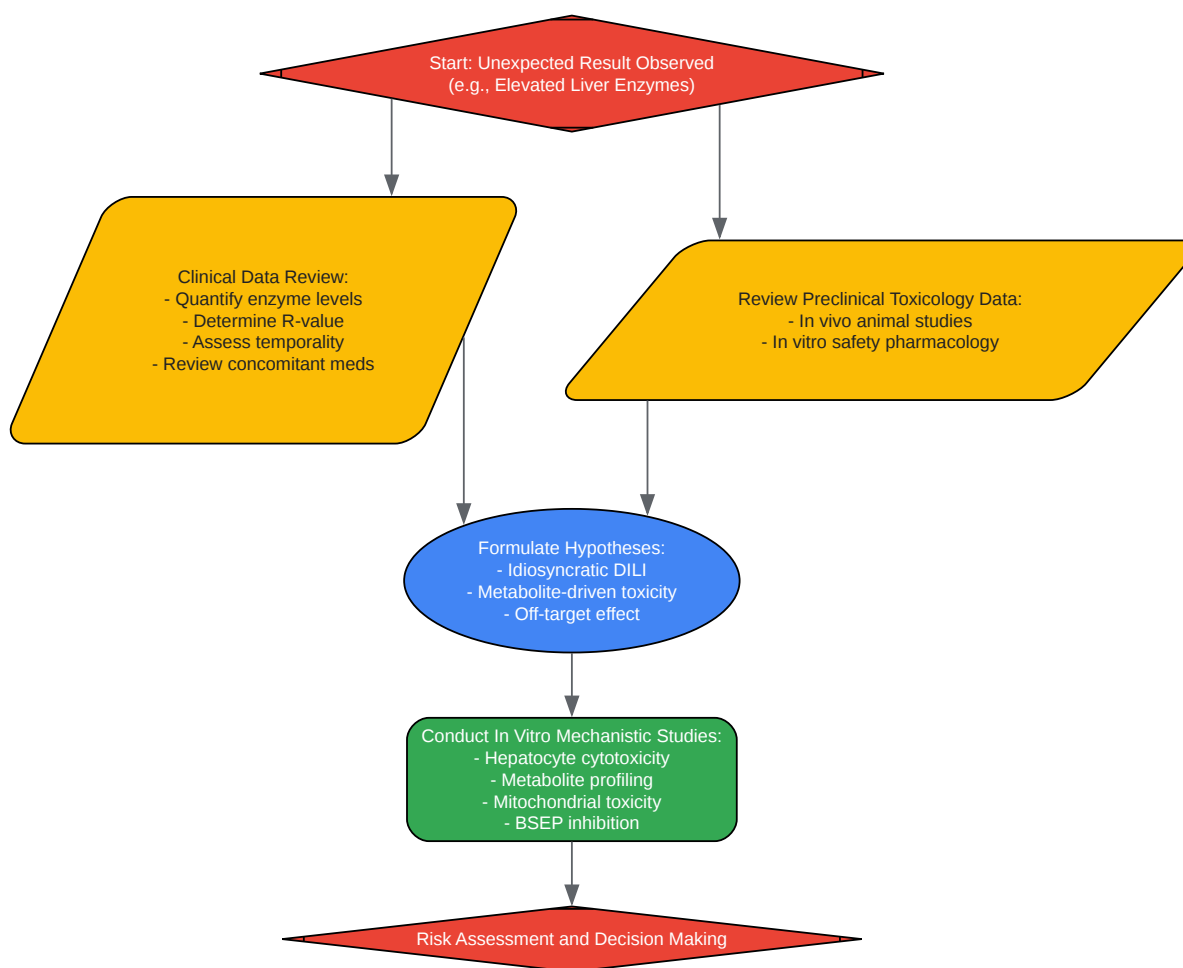 Start: Unexpected Result Observed
(e.g., Elevated Liver Enzymes)
Clinical Data Review:
- Quantify enzyme levels
- Determine R-value
- Assess temporality
- Review concomitant meds
Review Preclinical Toxicology Data:
- In vivo animal studies
- In vitro safety pharmacology
Formulate Hypotheses:
- Idiosyncratic DILI
- Metabolite-driven toxicity
- Off-target effect
Conduct In Vitro Mechanistic Studies:
- Hepatocyte cytotoxicity
- Metabolite profiling
- Mitochondrial toxicity
- BSEP inhibition
Risk Assessment and Decision Making